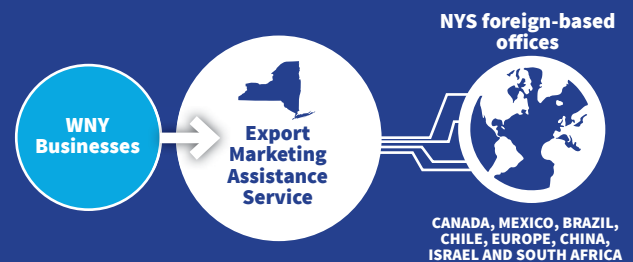 WNY
Businesses
Export
Marketing
Assistance
Service
NYS foreign-based
offices
CANADA, MEXICO, BRAZIL,
CHILE, EUROPE, CHINA,
ISRAEL AND SOUTH AFRICA